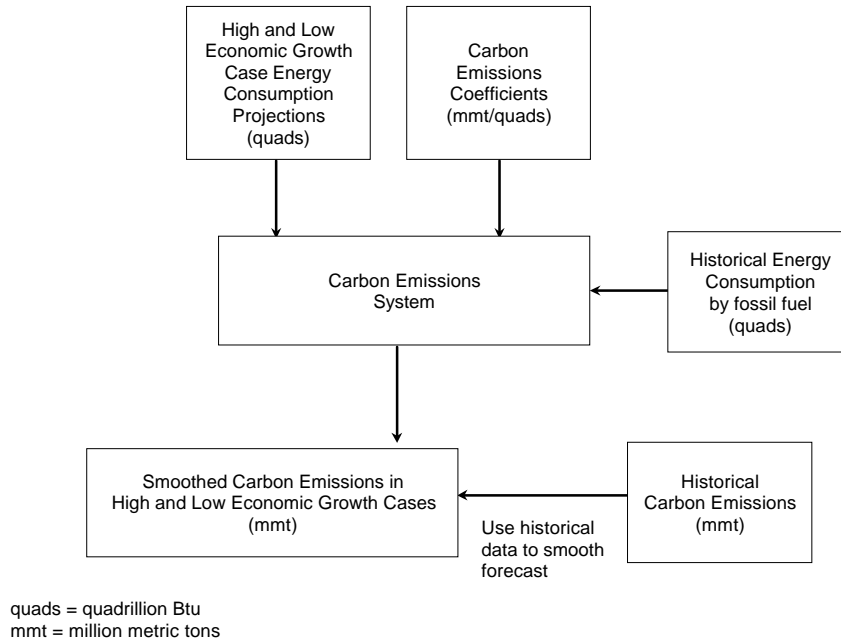 High and Low
Economic Growth
Case Energy
Consumption
Projections
(quads)
Carbon
Emissions
Coefficients
(mmt/quads)
Carbon Emissions
System
Historical Energy
Consumption
by fossil fuel
(quads)
Smoothed Carbon Emissions in
High and Low Economic Growth Cases
(mmt)
Use historical
data to smooth
forecast
Historical
Carbon Emissions
(mmt)
quads = quadrillion Btu
mmt = million metric tons